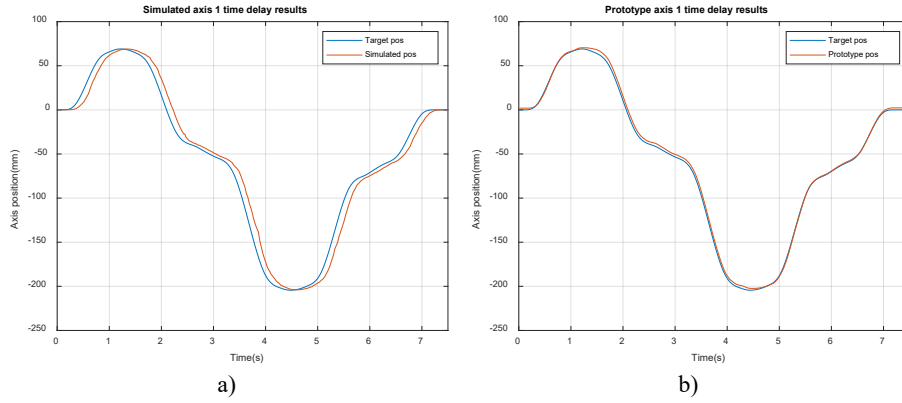 Simulated axis 1 time delay results
100
50
0
-50
-100
-150
-200
-250
Axis position(mm)
Target pos
Simulated pos
0 1 2 3 4 5 6 7
Time(s)
a)
Prototype axis 1 time delay results
100
50
0
-50
-100
-150
-200
-250
Axis position(mm)
Target pos
Prototype pos
0 1 2 3 4 5 6 7
Time(s)
b)